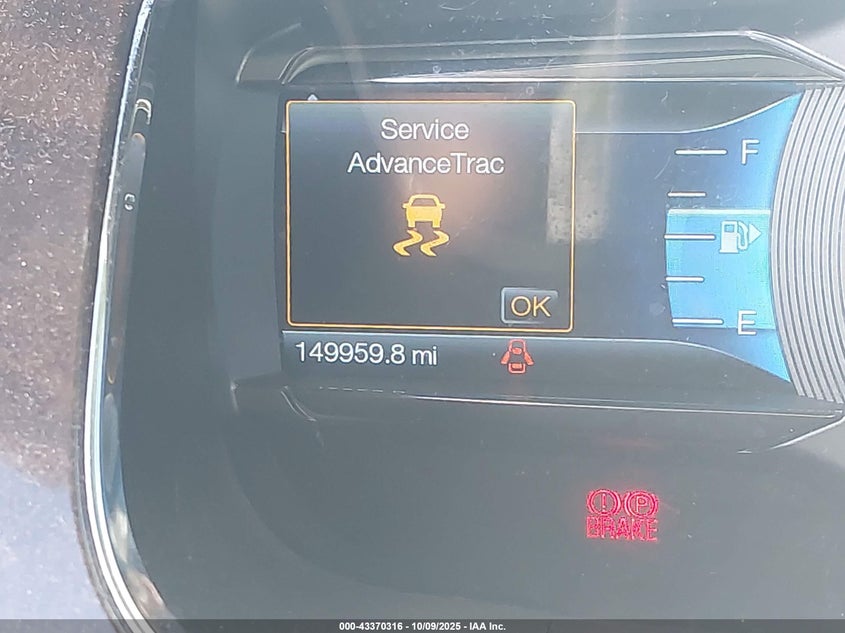 Service
AdvanceTrac
F
OK
E
149959.8 mi
! P
BRAKE
000-43370316 - 10/09/2025 - IAA Inc.